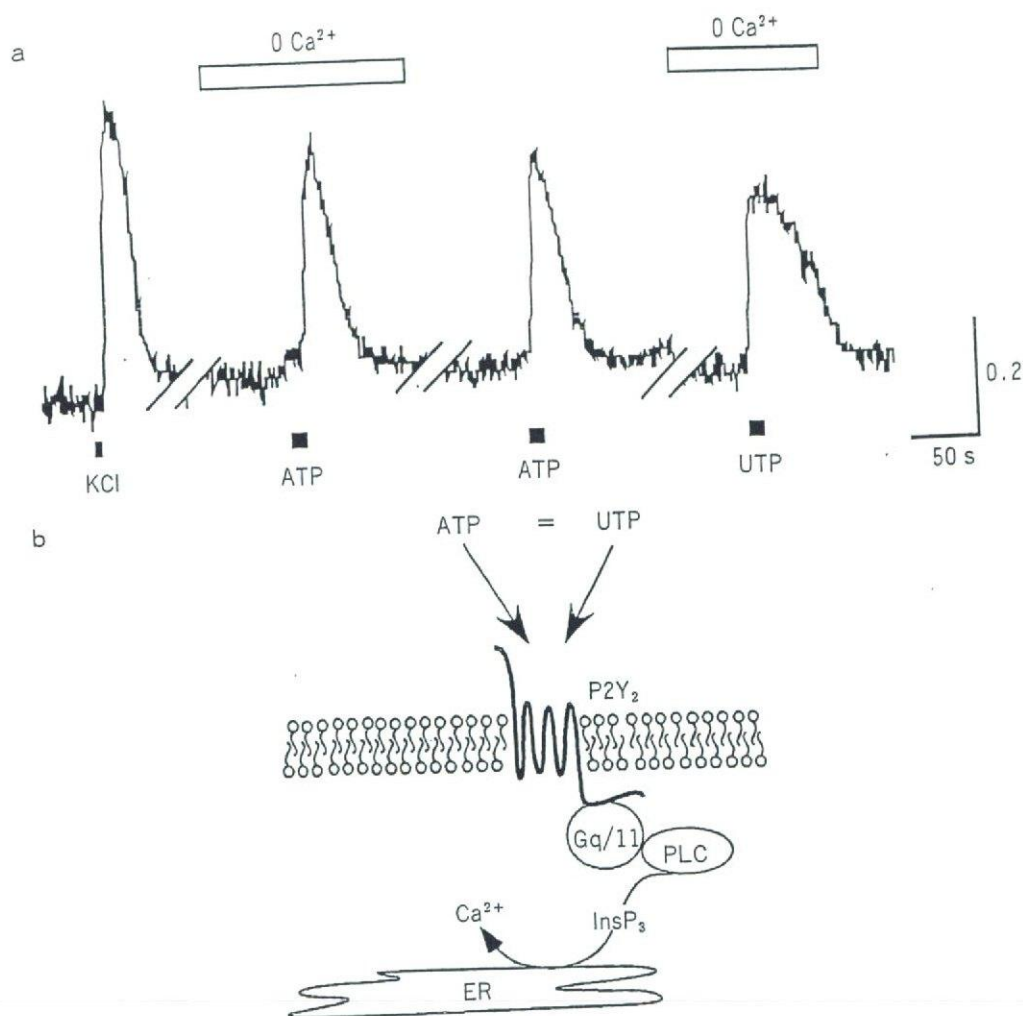 a
0 Ca²⁺ 0 Ca²⁺
0.2
50 s
KCl ATP ATP UTP
b
ATP = UTP
P2Y₂
Gq/11
PLC
Ca²⁺
InsP₃
ER